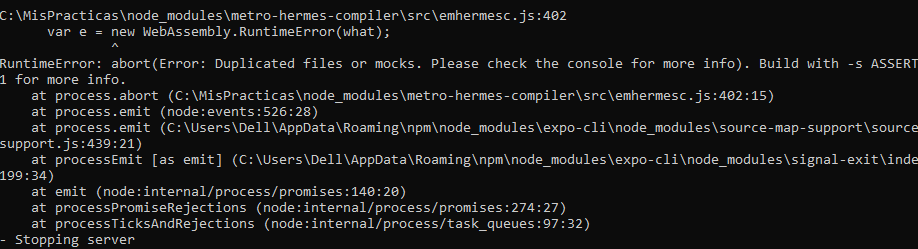 C:\MisPracticas\node_modules\metro-hermes-compiler\src\emhermesc.js:402
      var e = new WebAssembly.RuntimeError(what);
              ^
RuntimeError: abort(Error: Duplicated files or mocks. Please check the console for more info). Build with -s ASSERT
1 for more info.
    at process.abort (C:\MisPracticas\node_modules\metro-hermes-compiler\src\emhermesc.js:402:15)
    at process.emit (node:events:526:28)
    at process.emit (C:\Users\Dell\AppData\Roaming\npm\node_modules\expo-cli\node_modules\source-map-support\source
support.js:439:21)
    at processEmit [as emit] (C:\Users\Dell\AppData\Roaming\npm\node_modules\expo-cli\node_modules\signal-exit\inde
199:34)
    at emit (node:internal/process/promises:140:20)
    at processPromiseRejections (node:internal/process/promises:274:27)
    at processTicksAndRejections (node:internal/process/task_queues:97:32)
- Stopping server